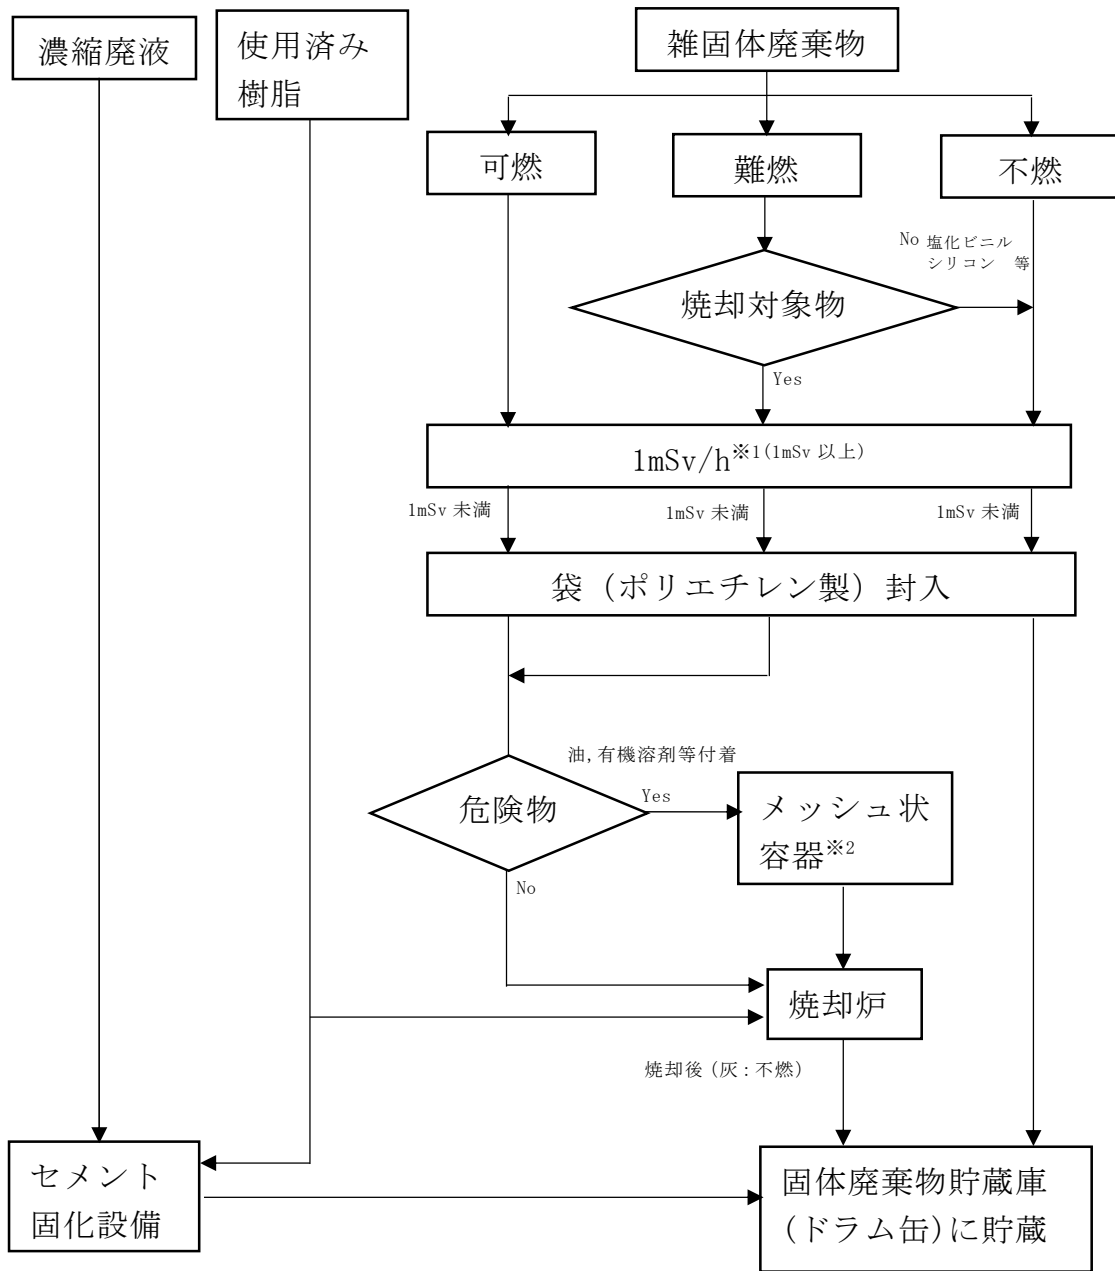 濃縮廃液
使用済み
樹脂
雑固体廃棄物
可燃
難燃
不燃
No 塩化ビニル
シリコン 等
焼却対象物
Yes
1mSv/h※1(1mSv 以上)
1mSv 未満
1mSv 未満
1mSv 未満
袋（ポリエチレン製）封入
油,有機溶剤等付着
危険物
Yes
メッシュ状
容器※2
No
焼却炉
焼却後(灰:不燃)
セメント
固化設備
固体廃棄物貯蔵庫
(ドラム缶)に貯蔵